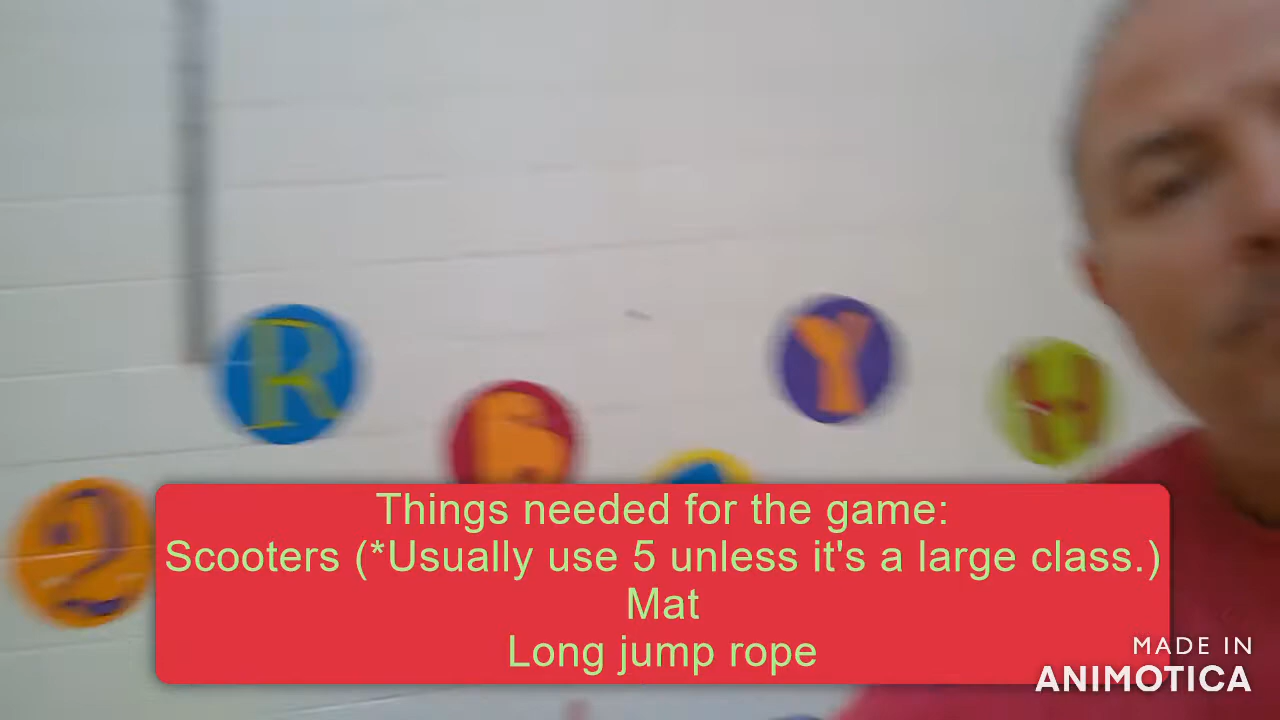 R
Y
2
Things needed for the game:
Scooters (*Usually use 5 unless it's a large class.)
Mat
Long jump rope
MADE IN
ANIMOTICA